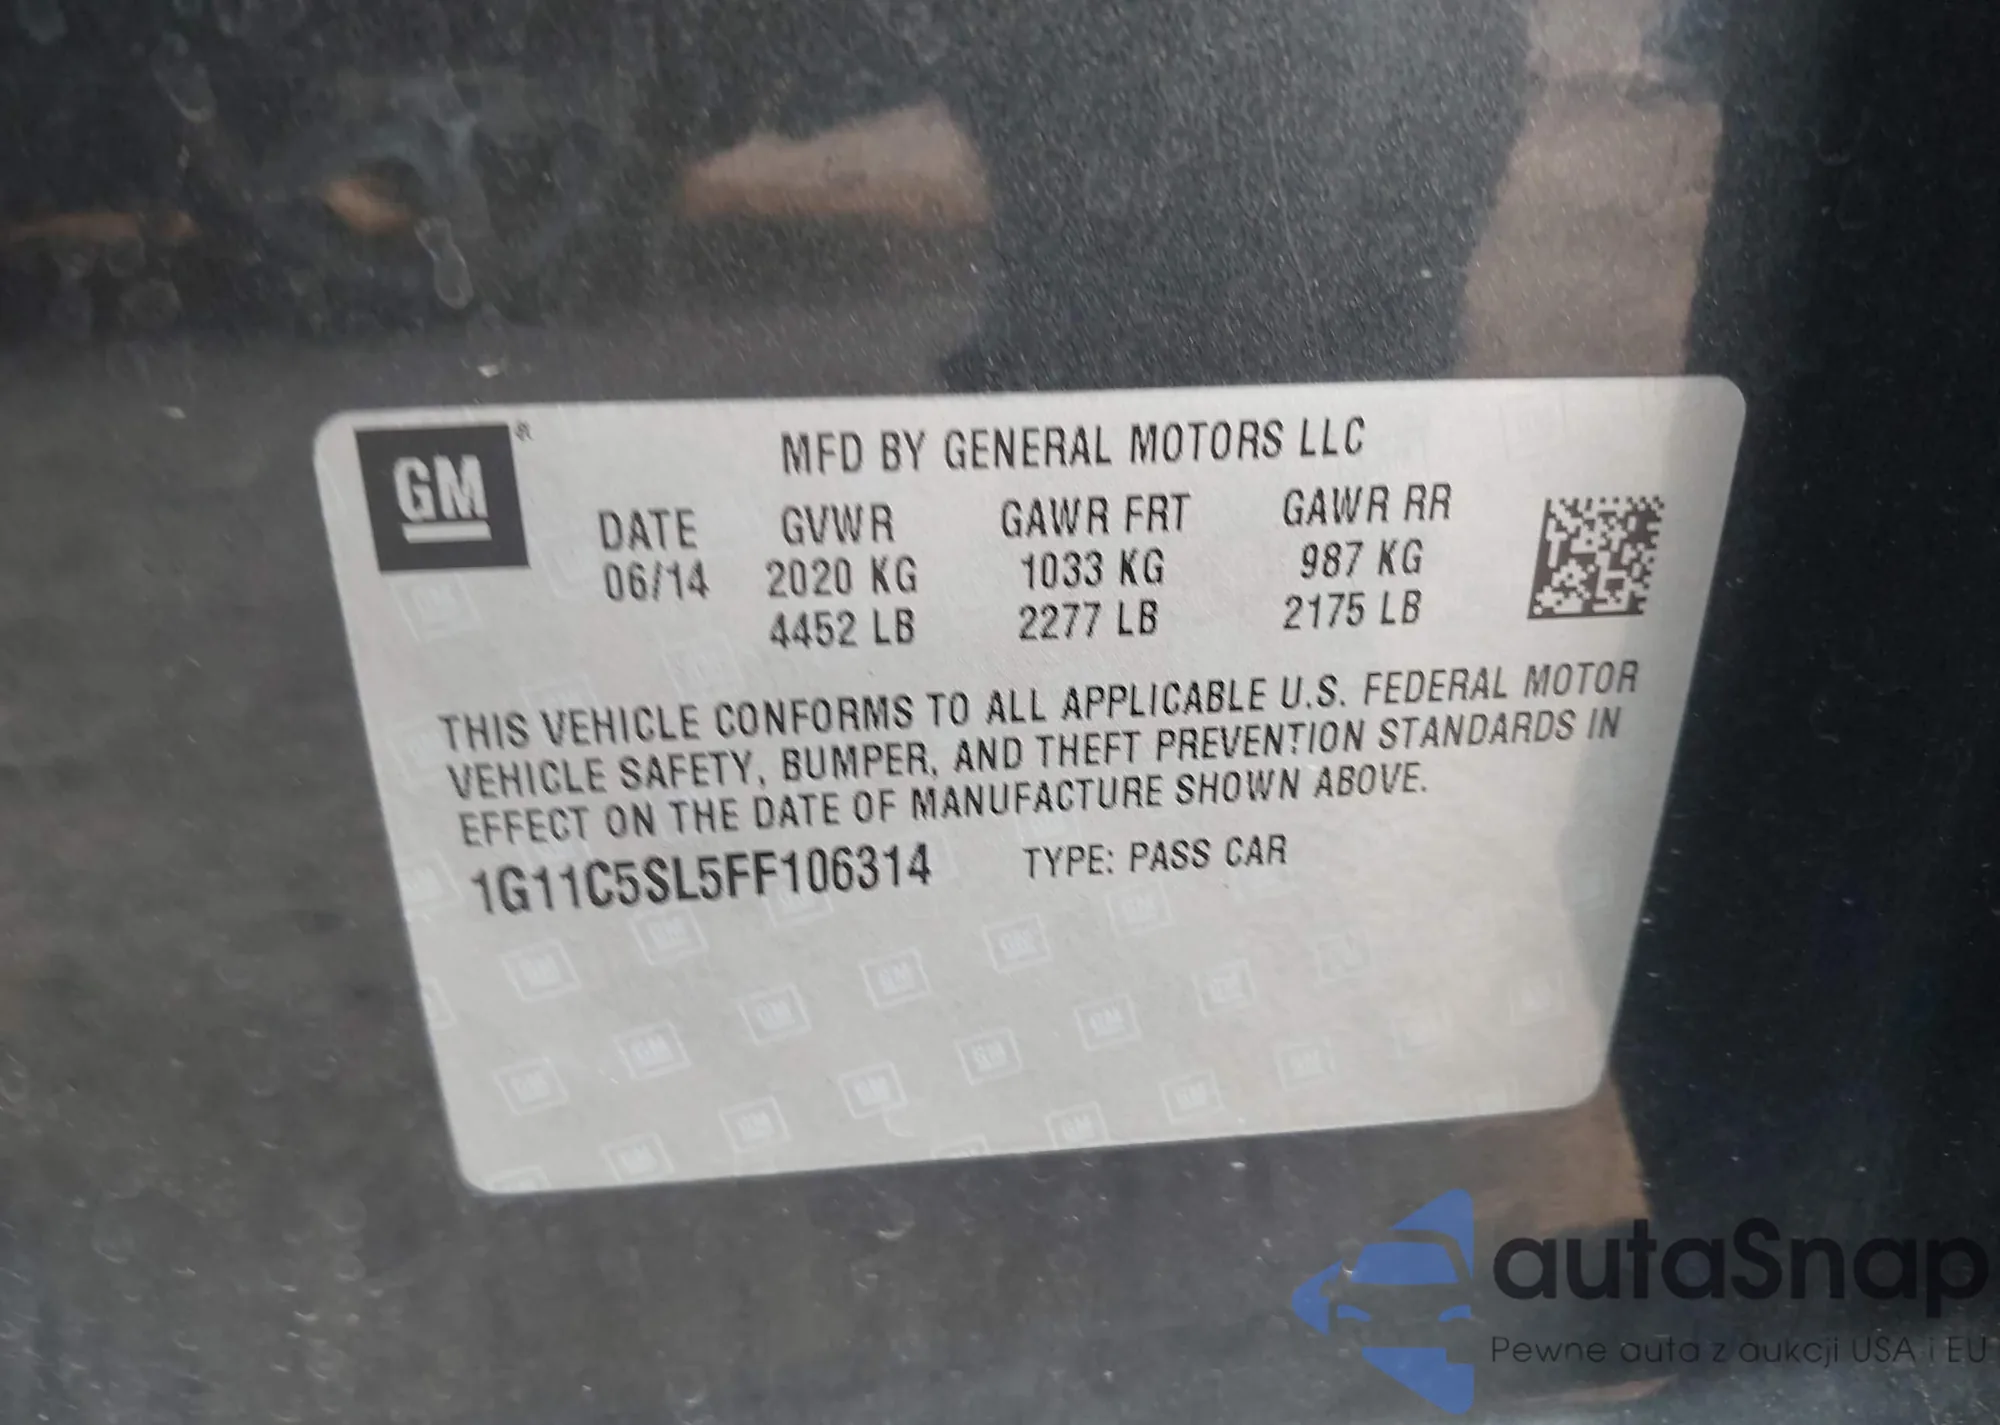 GM®
MFD BY GENERAL MOTORS LLC
DATE GVWR GAWR FRT GAWR RR
06/14 2020 KG 1033 KG 987 KG
4452 LB 2277 LB 2175 LB
THIS VEHICLE CONFORMS TO ALL APPLICABLE U.S. FEDERAL MOTOR
VEHICLE SAFETY, BUMPER, AND THEFT PREVENTION STANDARDS IN
EFFECT ON THE DATE OF MANUFACTURE SHOWN ABOVE.
1G11C5SL5FF106314 TYPE: PASS CAR
autaSnap
Pewne auta z aukcji USA i EU